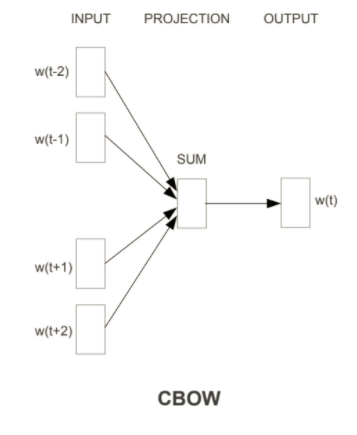 INPUT PROJECTION OUTPUT
w(t-2)
w(t-1)
SUM
w(t)
w(t+1)
w(t+2)
CBOW